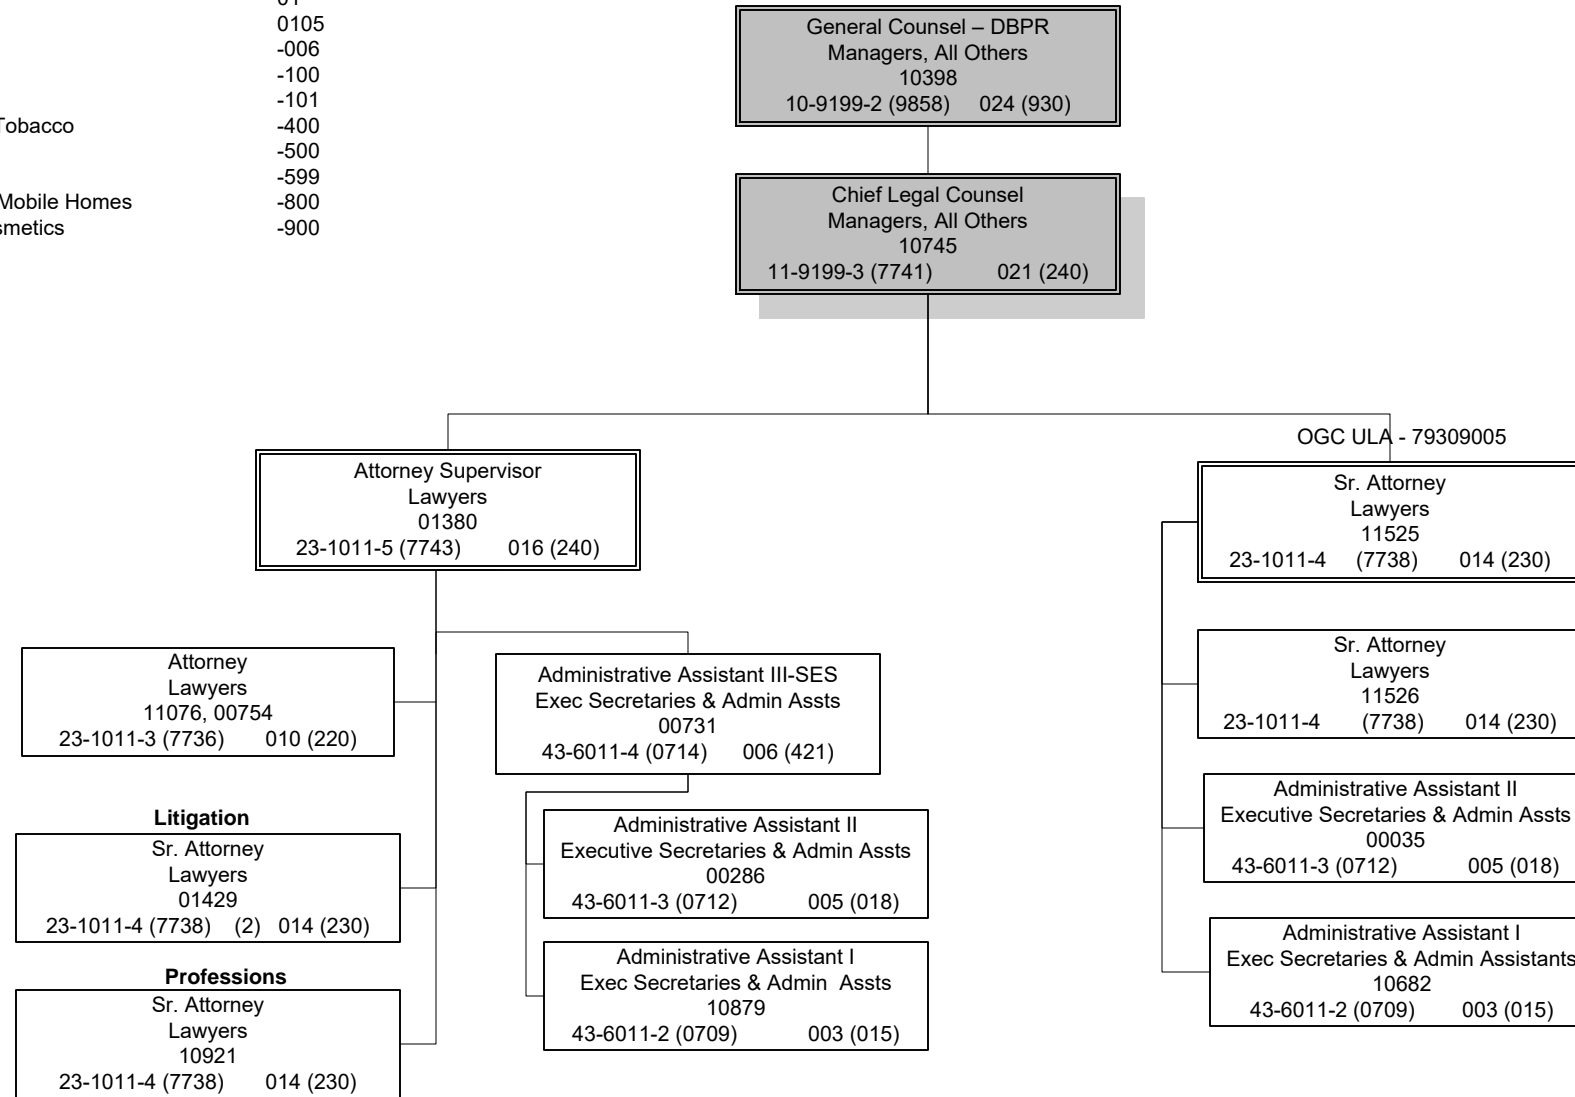 0105
-006
-100
-101
Tobacco -400
-500
-599
Mobile Homes -800
-900
General Counsel – DBPR
Managers, All Others
10398
10-9199-2 (9858) 024 (930)
Chief Legal Counsel
Managers, All Others
10745
11-9199-3 (7741) 021 (240)
Attorney Supervisor
Lawyers
01380
23-1011-5 (7743) 016 (240)
Attorney
Lawyers
11076, 00754
23-1011-3 (7736) 010 (220)
Litigation
Sr. Attorney
Lawyers
01429
23-1011-4 (7738) (2) 014 (230)
Professions
Sr. Attorney
Lawyers
10921
23-1011-4 (7738) 014 (230)
Administrative Assistant III-SES
Exec Secretaries & Admin Assts
00731
43-6011-4 (0714) 006 (421)
Administrative Assistant II
Executive Secretaries & Admin Assts
00286
43-6011-3 (0712) 005 (018)
Administrative Assistant I
Exec Secretaries & Admin Assts
10879
43-6011-2 (0709) 003 (015)
OGC ULA - 79309005
Sr. Attorney
Lawyers
11525
23-1011-4 (7738) 014 (230)
Sr. Attorney
Lawyers
11526
23-1011-4 (7738) 014 (230)
Administrative Assistant II
Executive Secretaries & Admin Assts
00035
43-6011-3 (0712) 005 (018)
Administrative Assistant I
Exec Secretaries & Admin Assistants
10682
43-6011-2 (0709) 003 (015)